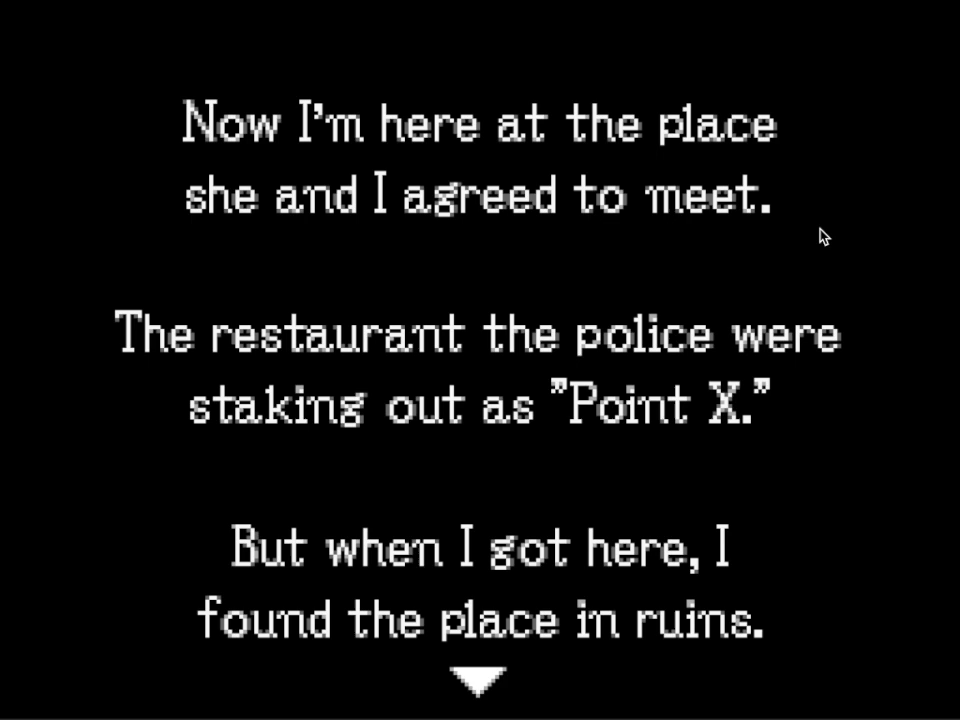 Now I'm here at the place
she and I agreed to meet.
The restaurant the police were
staking out as "Point X."
But when I got here, I
found the place in ruins.